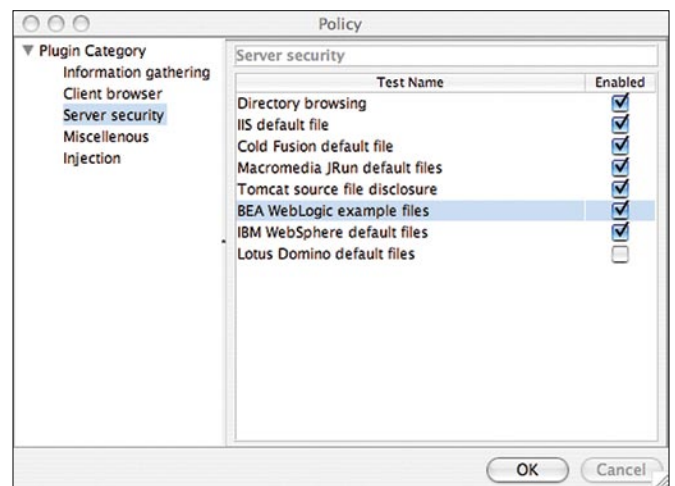 Policy
Plugin Category
Information gathering
Client browser
Server security
Miscellenous
Injection
Server security
Test Name Enabled
Directory browsing
IIS default file
Cold Fusion default file
Macromedia JRun default files
Tomcat source file disclosure
BEA WebLogic example files
IBM WebSphere default files
Lotus Domino default files
OK Cancel